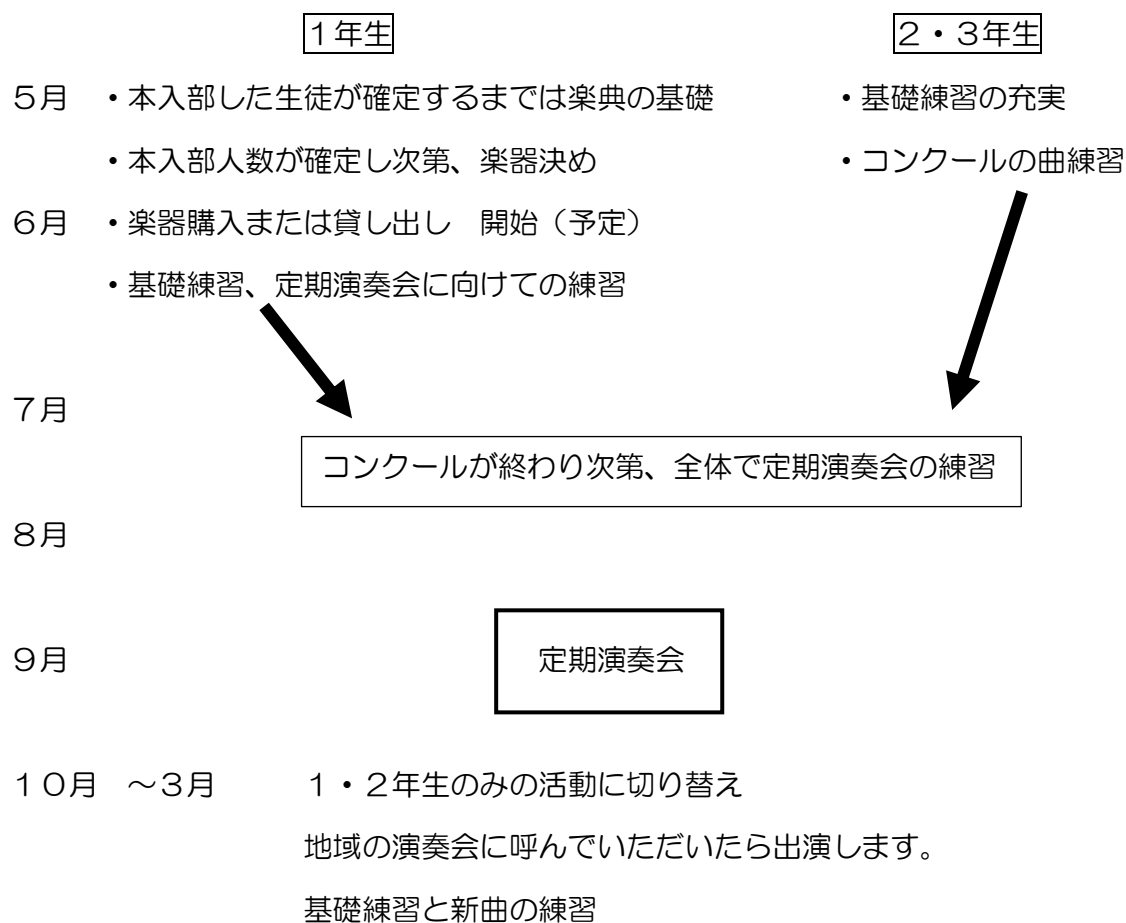 １年生　２・３年生
５月　・本入部した生徒が確定するまでは楽典の基礎　・基礎練習の充実
・本入部人数が確定し次第、楽器決め　・コンクールの曲練習
６月　・楽器購入または貸し出し　開始（予定）
・基礎練習、定期演奏会に向けての練習
７月
コンクールが終わり次第、全体で定期演奏会の練習
８月
９月　定期演奏会
１０月　～３月　１・２年生のみの活動に切り替え
地域の演奏会に呼んでいただいたら出演します。
基礎練習と新曲の練習